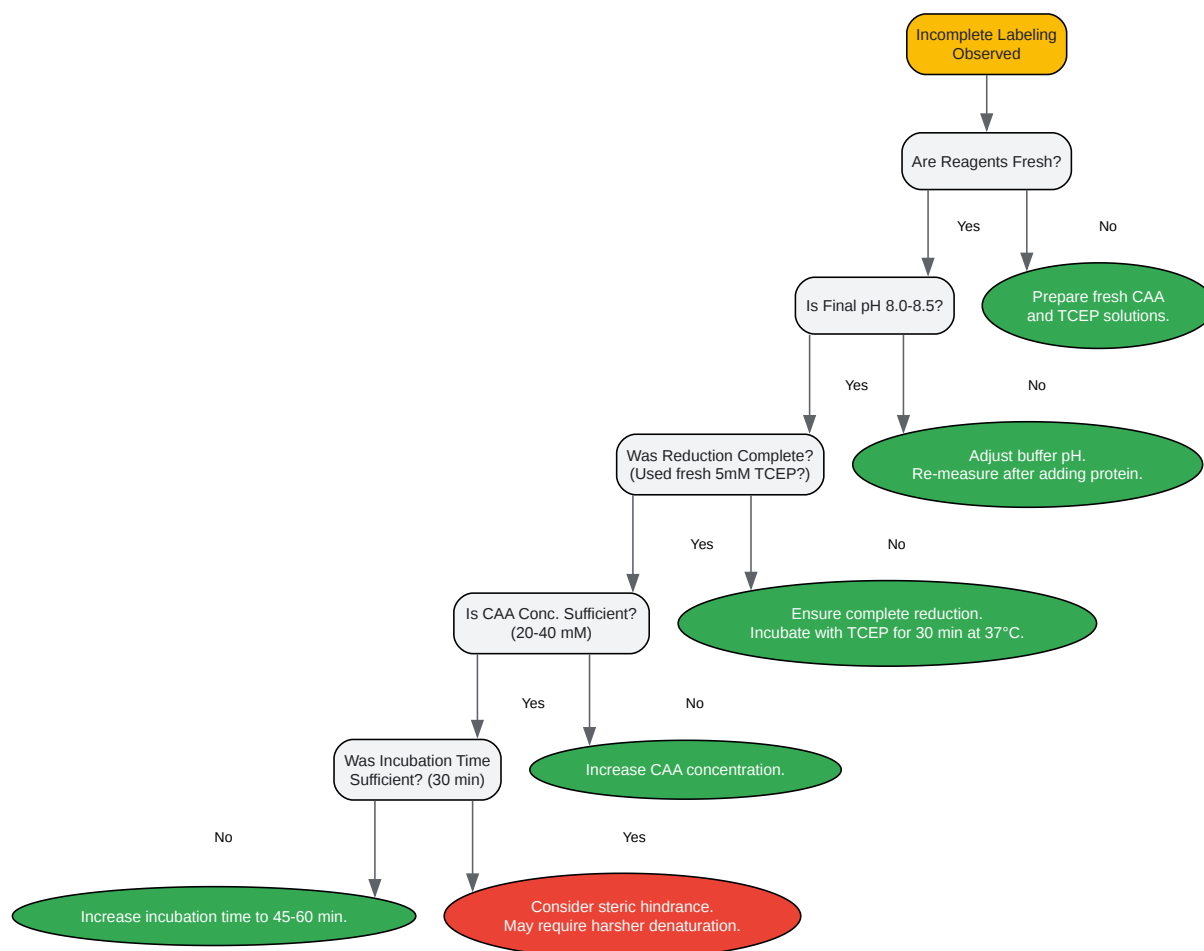 Incomplete Labeling
Observed
Are Reagents Fresh?
Yes
No
Is Final pH 8.0-8.5?
Prepare fresh CAA
and TCEP solutions.
Yes
No
Was Reduction Complete?
(Used fresh 5mM TCEP?)
Adjust buffer pH.
Re-measure after adding protein.
Yes
No
Is CAA Conc. Sufficient?
(20-40 mM)
Ensure complete reduction.
Incubate with TCEP for 30 min at 37°C.
Yes
No
Was Incubation Time
Sufficient? (30 min)
Increase CAA concentration.
No
Yes
Increase incubation time to 45-60 min.
Consider steric hindrance.
May require harsher denaturation.